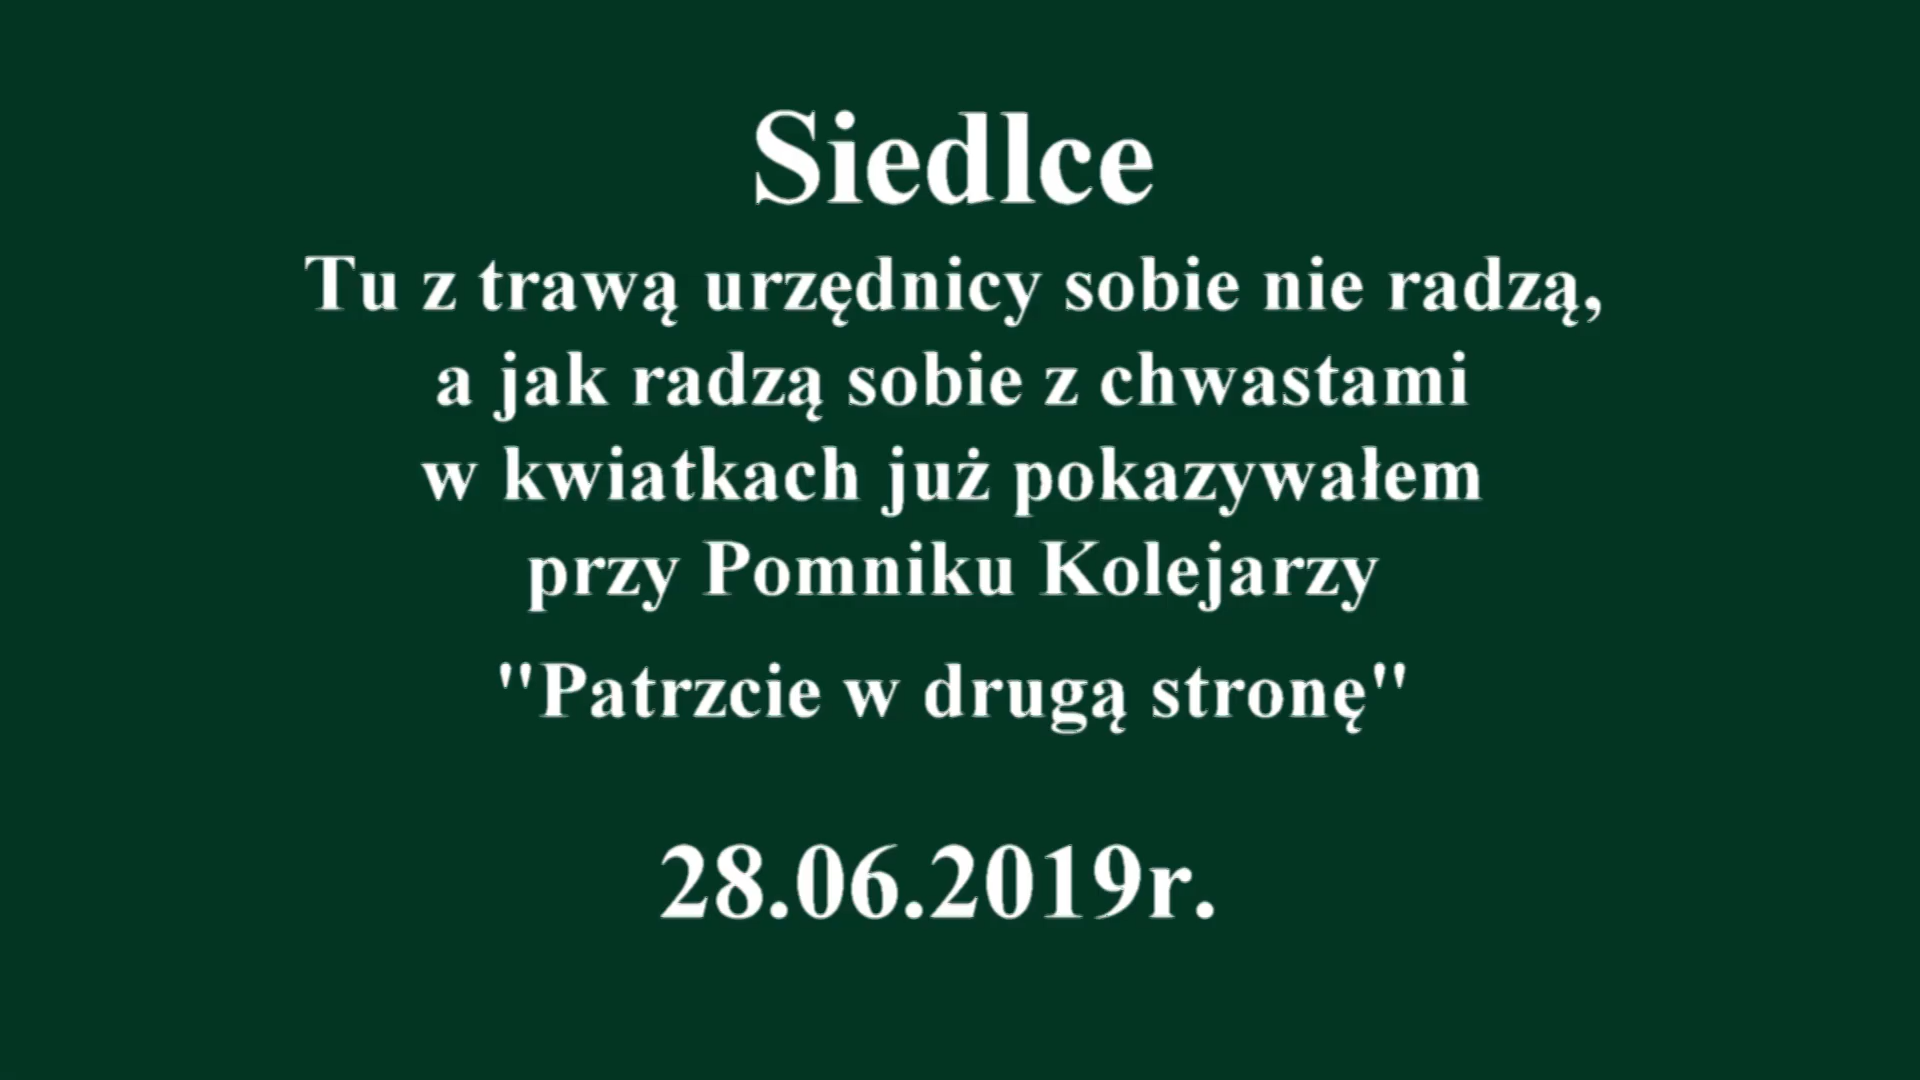 Siedlce
Tu z trawą urzędnicy sobie nie radzą,
a jak radzą sobie z chwastami
w kwiatkach już pokazywałem
przy Pomniku Kolejarzy
"Patrzcie w drugą stronę"
28.06.2019r.